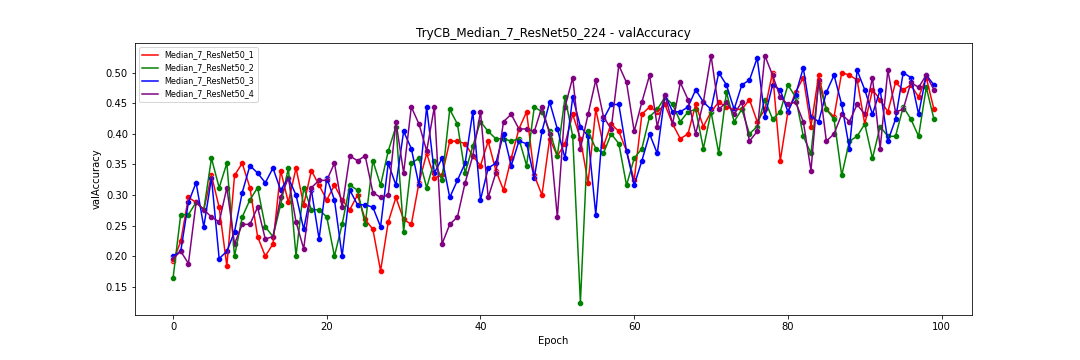 TryCB_Median_7_ResNet50_224 - valAccuracy
Median_7_ResNet50_1
Median_7_ResNet50_2
Median_7_ResNet50_3
Median_7_ResNet50_4
valAccuracy
0.50
0.45
0.40
0.35
0.30
0.25
0.20
0.15
0 20 40 60 80 100
Epoch